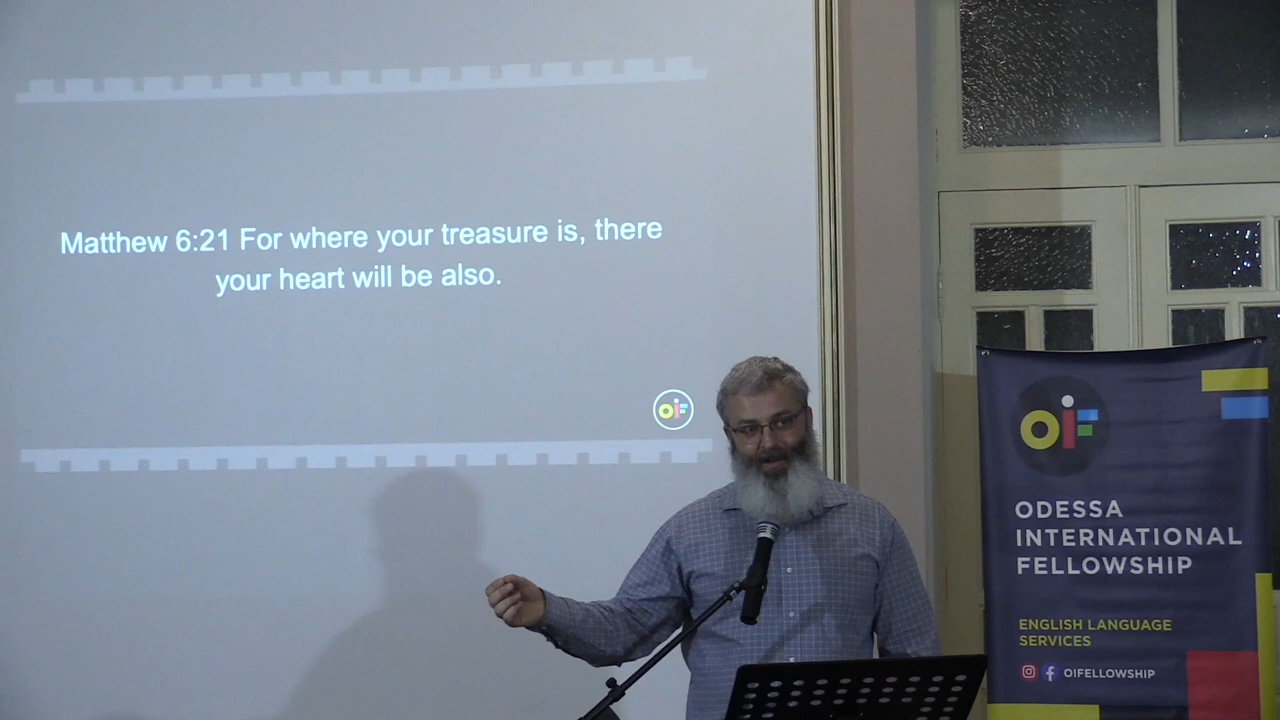 Matthew 6:21 For where your treasure is, there
your heart will be also.
OIF
OIF
ODESSA
INTERNATIONAL
FELLOWSHIP
ENGLISH LANGUAGE
SERVICES
OIFELLOWSHIP